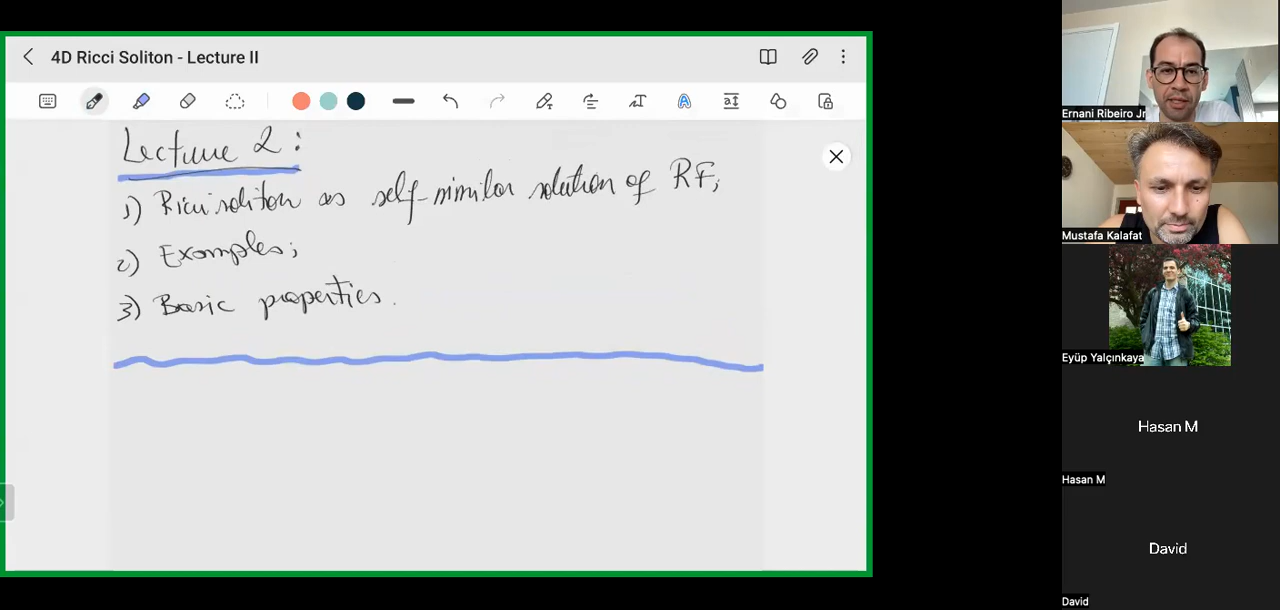 4D Ricci Soliton - Lecture II
Lecture 2:
1) Ricci soliton as self-similar solution of RF;
2) Examples;
3) Basic properties.
Ernani Ribeiro Jr
Mustafa Kalafat
Eyüp Yalçınkaya
Hasan M
Hasan M
David
David